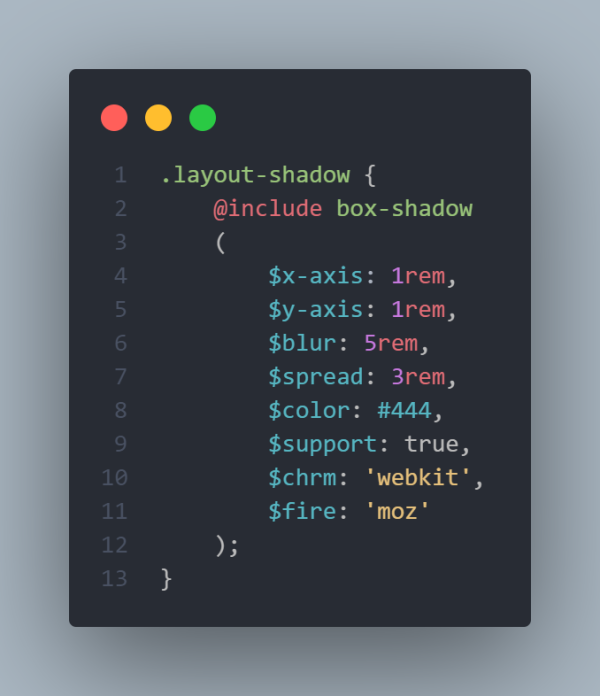 1 .layout-shadow {
2     @include box-shadow
3     (
4         $x-axis: 1rem,
5         $y-axis: 1rem,
6         $blur: 5rem,
7         $spread: 3rem,
8         $color: #444,
9         $support: true,
10         $chrm: 'webkit',
11         $fire: 'moz'
12     );
13 }